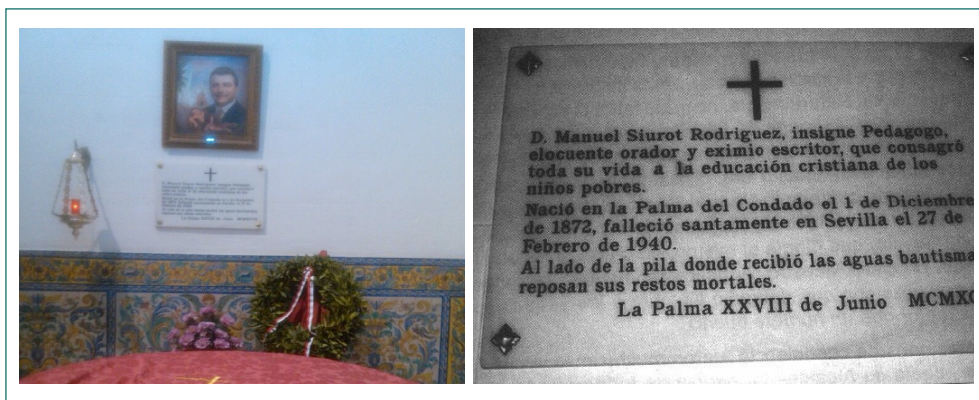 D. Manuel Siurot Rodriguez, insigne Pedagogo,
elocuente orador y eximio escritor, que consagró
toda su vida a la educación cristiana de los
niños pobres.
Nació en la Palma del Condado el 1 de Diciembre
de 1872, falleció santamente en Sevilla el 27 de
Febrero de 1940.
Al lado de la pila donde recibió las aguas bautisma
reposan sus restos mortales.
La Palma XXVIII de Junio MCMX